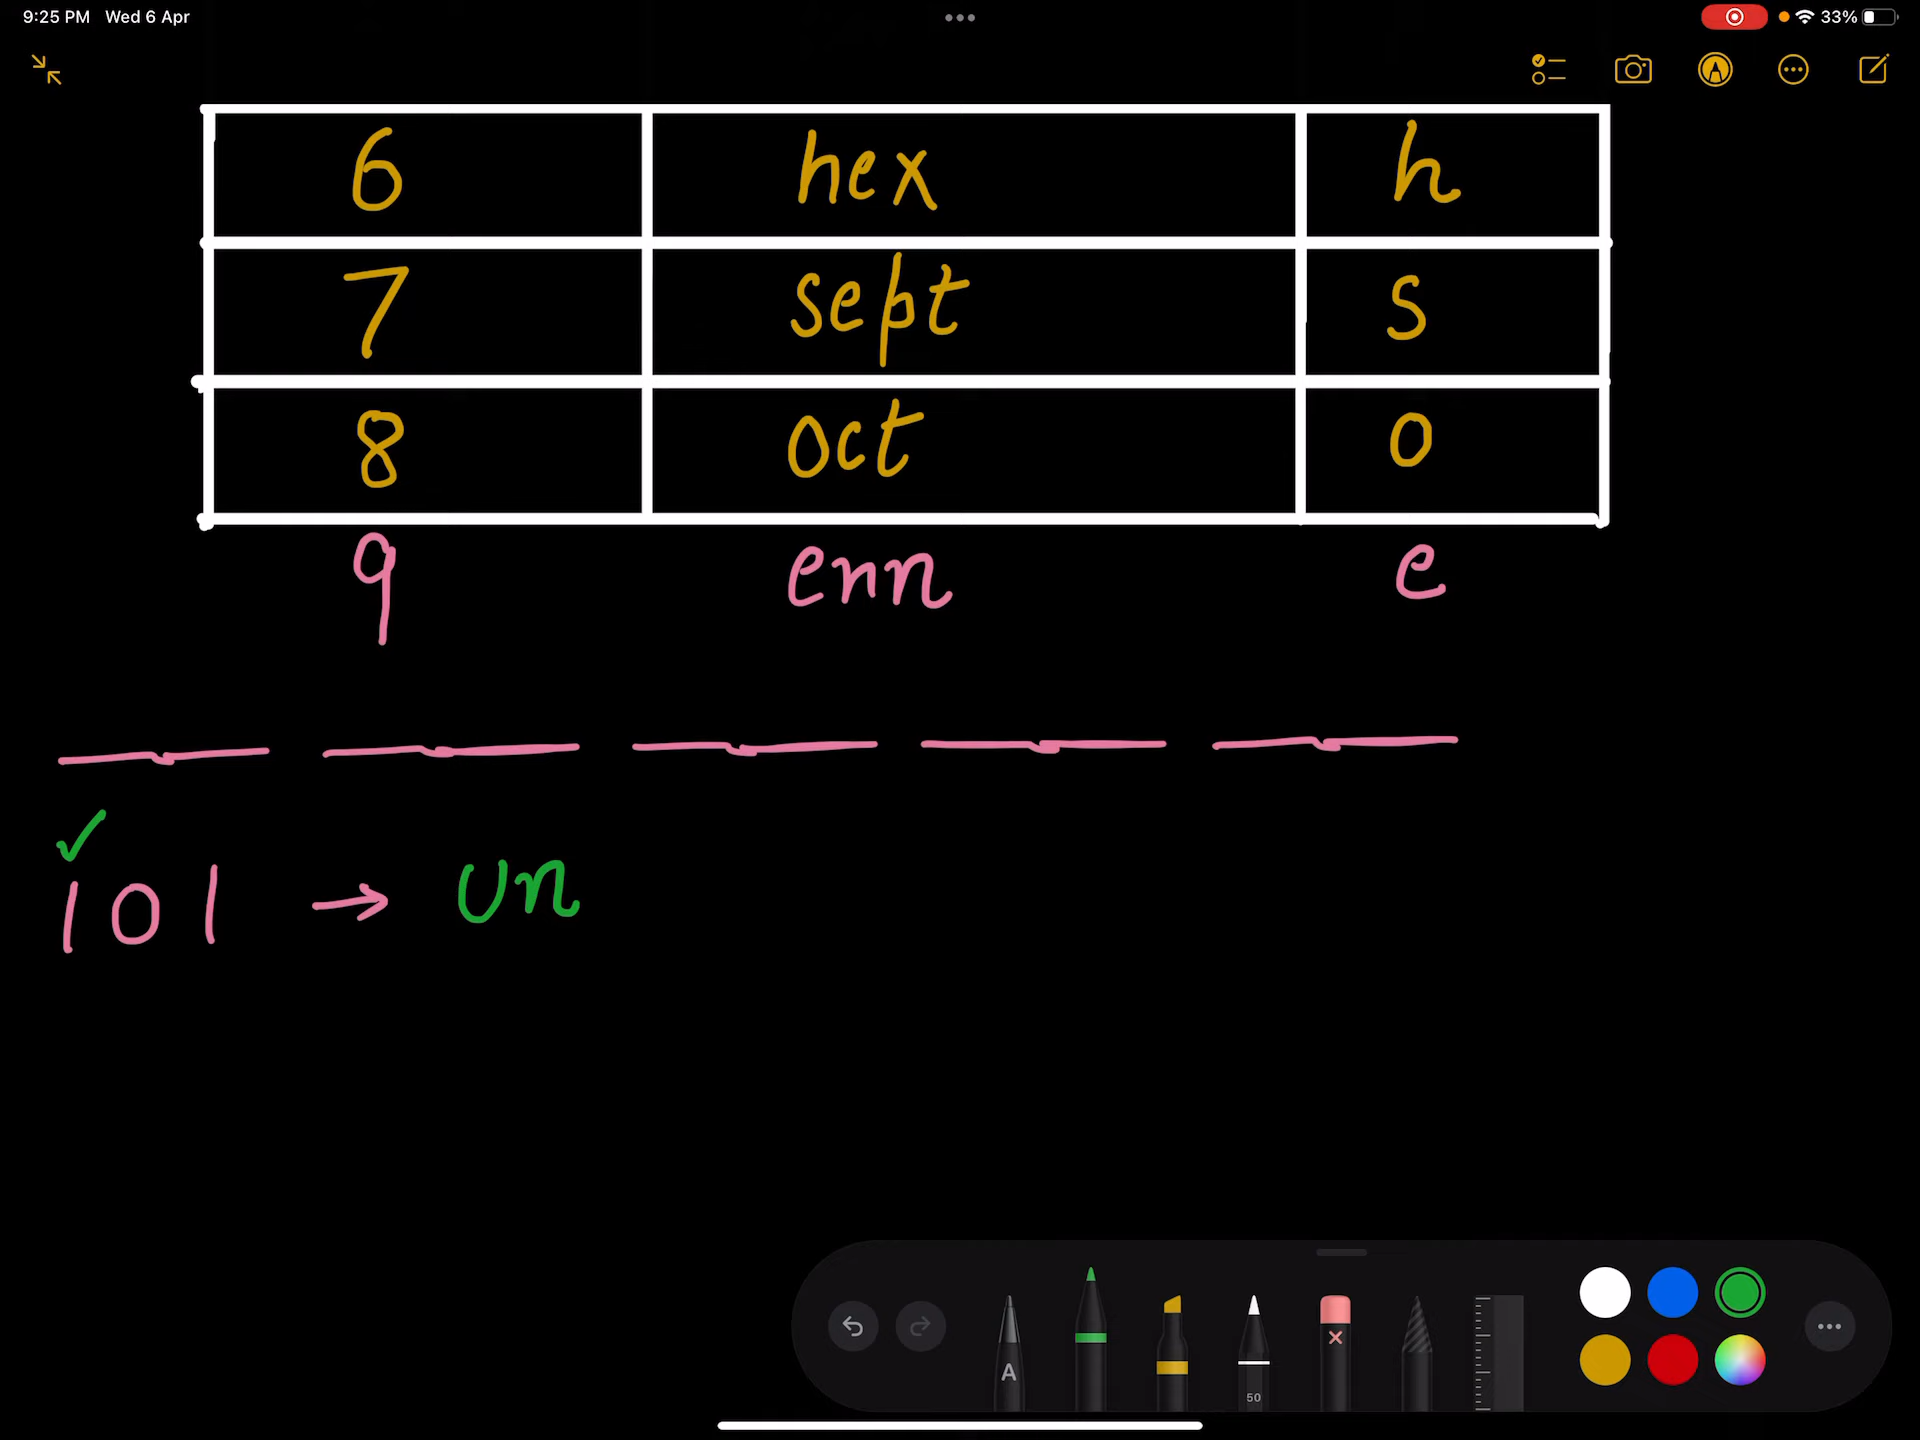 9:25 PM Wed 6 Apr
33%
6 hex h
7 sept s
8 oct o
9 enn e
101 → un
A
50